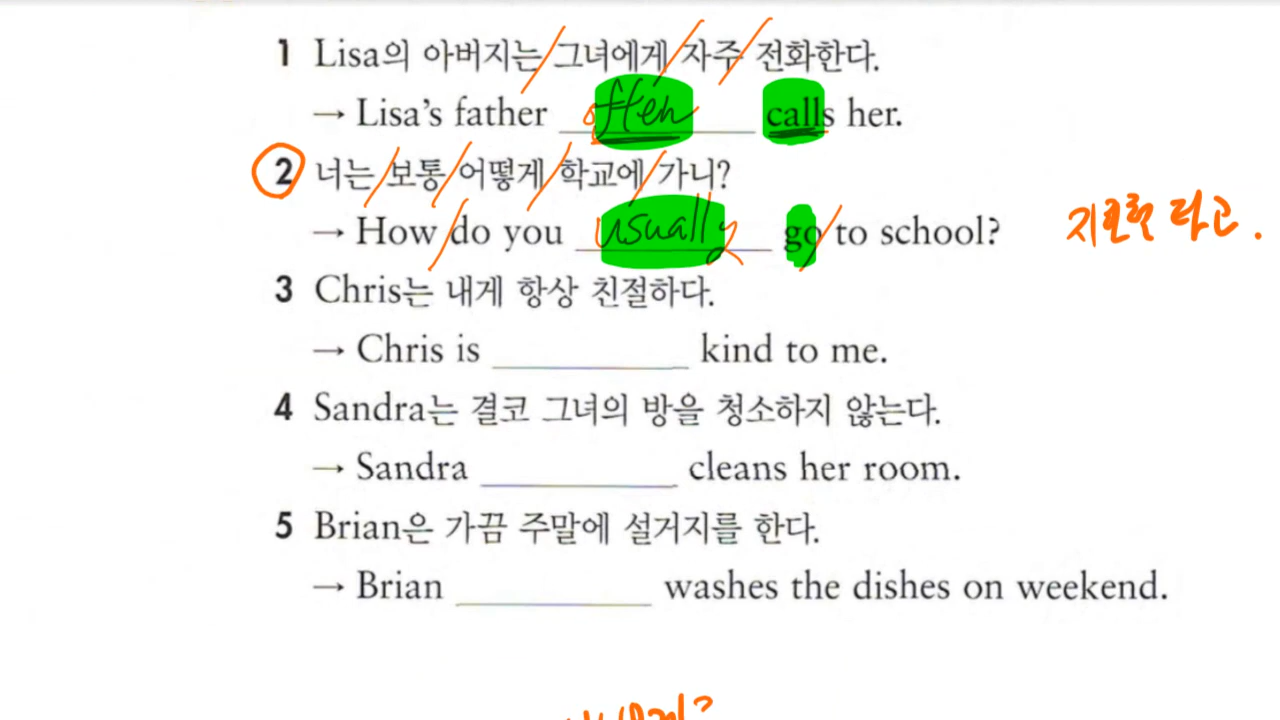 1 Lisa의 아버지는 그녀에게 자주 전화한다.
→ Lisa's father often calls her.
2 너는 보통 어떻게 학교에 가니?
→ How do you usually go to school?
3 Chris는 내게 항상 친절하다.
→ Chris is kind to me.
4 Sandra는 결코 그녀의 방을 청소하지 않는다.
→ Sandra cleans her room.
5 Brian은 가끔 주말에 설거지를 한다.
→ Brian washes the dishes on weekend.